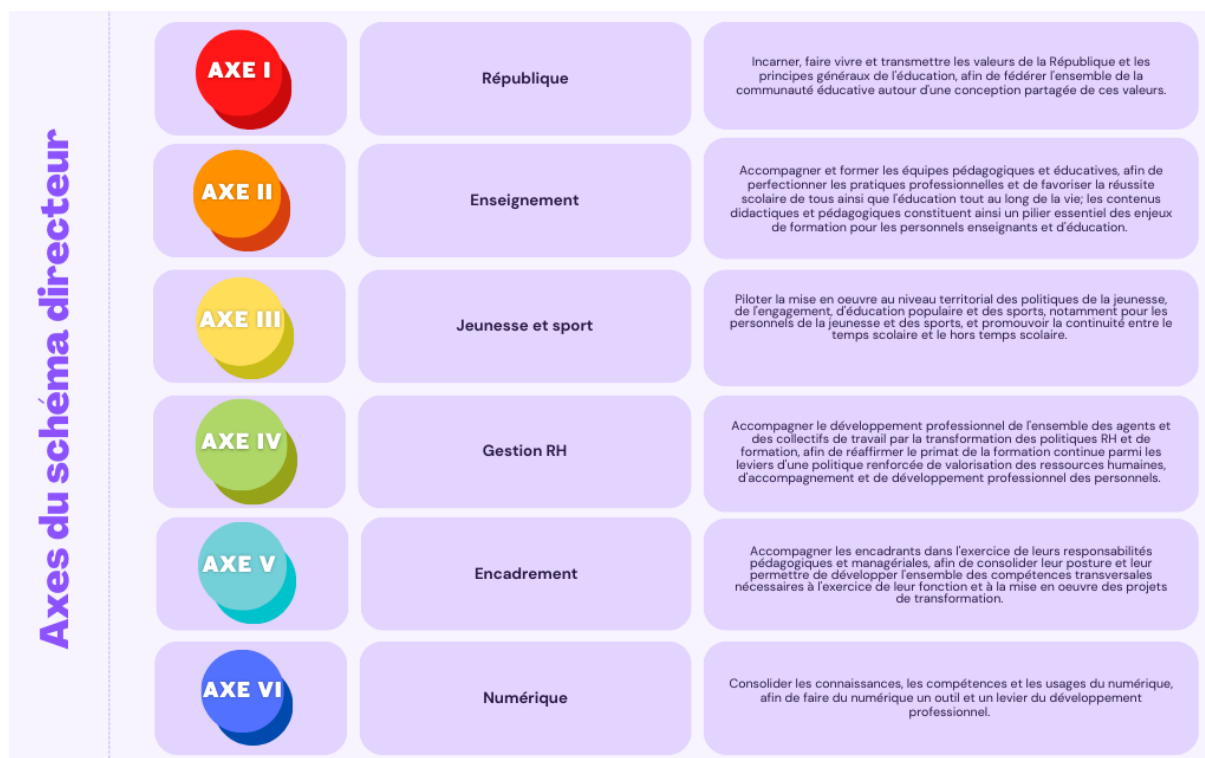 Axes du schéma directeur
AXE I
République
Incarner, faire vivre et transmettre les valeurs de la République et les
principes généraux de l'éducation, afin de fédérer l'ensemble de la
communauté éducative autour d'une conception partagée de ces valeurs.
AXE II
Enseignement
Accompagner et former les équipes pédagogiques et éducatives, afin de
perfectionner les pratiques professionnelles et de favoriser la réussite
scolaire de tous ainsi que l'éducation tout au long de la vie; les contenus
didactiques et pédagogiques constituent ainsi un pilier essentiel des enjeux
de formation pour les personnels enseignants et d'éducation.
AXE III
Jeunesse et sport
Piloter la mise en oeuvre au niveau territorial des politiques de la jeunesse,
de l'engagement, d'éducation populaire et des sports, notamment pour les
personnels de la jeunesse et des sports, et promouvoir la continuité entre le
temps scolaire et le hors temps scolaire.
AXE IV
Gestion RH
Accompagner le développement professionnel de l'ensemble des agents et
des collectifs de travail par la transformation des politiques RH et de
formation, afin de réaffirmer le primat de la formation continue parmi les
leviers d'une politique renforcée de valorisation des ressources humaines,
d'accompagnement et de développement professionnel des personnels.
AXE V
Encadrement
Accompagner les encadrants dans l'exercice de leurs responsabilités
pédagogiques et managériales, afin de consolider leur posture et leur
permettre de développer l'ensemble des compétences transversales
nécessaires à l'exercice de leur fonction et à la mise en oeuvre des projets
de transformation.
AXE VI
Numérique
Consolider les connaissances, les compétences et les usages du numérique,
afin de faire du numérique un outil et un levier du développement
professionnel.